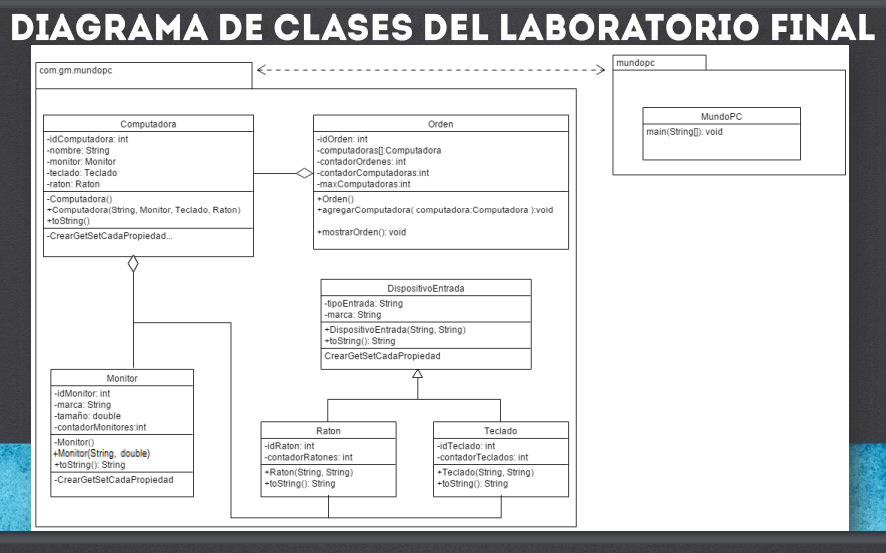 DIAGRAMA DE CLASES DEL LABORATORIO FINAL
com.gm.mundopc
Computadora
-idComputadora: int
-nombre: String
-monitor: Monitor
-teclado: Teclado
-raton: Raton
-Computadora()
+Computadora(String, Monitor, Teclado, Raton)
+toString()
-CrearGetSetCadaPropiedad...
Orden
-idOrden: int
-computadoras[]:Computadora
-contadorOrdenes: int
-contadorComputadoras:int
-maxComputadoras:int
+Orden()
+agregarComputadora( computadora:Computadora ):void
+mostrarOrden(): void
mundopc
MundoPC
main(String[]): void
DispositivoEntrada
-tipoEntrada: String
-marca: String
+DispositivoEntrada(String, String)
+toString(): String
CrearGetSetCadaPropiedad
Monitor
-idMonitor: int
-marca: String
-tamaño: double
-contadorMonitores:int
-Monitor()
+Monitor(String, double)
+toString(): String
-CrearGetSetCadaPropiedad
Raton
-idRaton: int
-contadorRatones: int
+Raton(String, String)
+toString(): String
Teclado
-idTeclado: int
-contadorTeclados: int
+Teclado(String, String)
+toString(): String